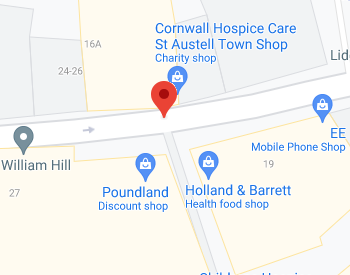 Cornwall Hospice Care
St Austell Town Shop
Charity shop
16A
24-26
Lid
EE
Mobile Phone Shop
William Hill
19
Poundland
Discount shop
Holland & Barrett
Health food shop
27